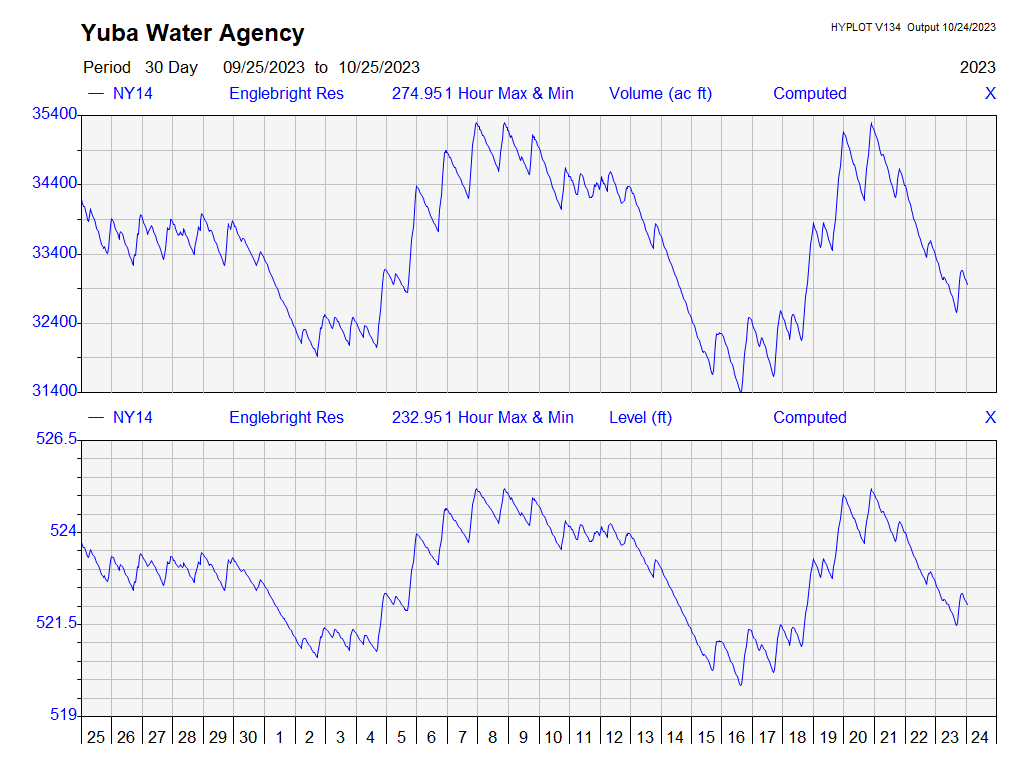 Yuba Water Agency
HYPLOT V134 Output 10/24/2023
Period 30 Day 09/25/2023 to 10/25/2023
2023
NY14 Englebright Res 274.951 Hour Max & Min Volume (ac ft) Computed X
35400
34400
33400
32400
31400
NY14 Englebright Res 232.951 Hour Max & Min Level (ft) Computed X
526.5
524
521.5
519
25 26 27 28 29 30 1 2 3 4 5 6 7 8 9 10 11 12 13 14 15 16 17 18 19 20 21 22 23 24